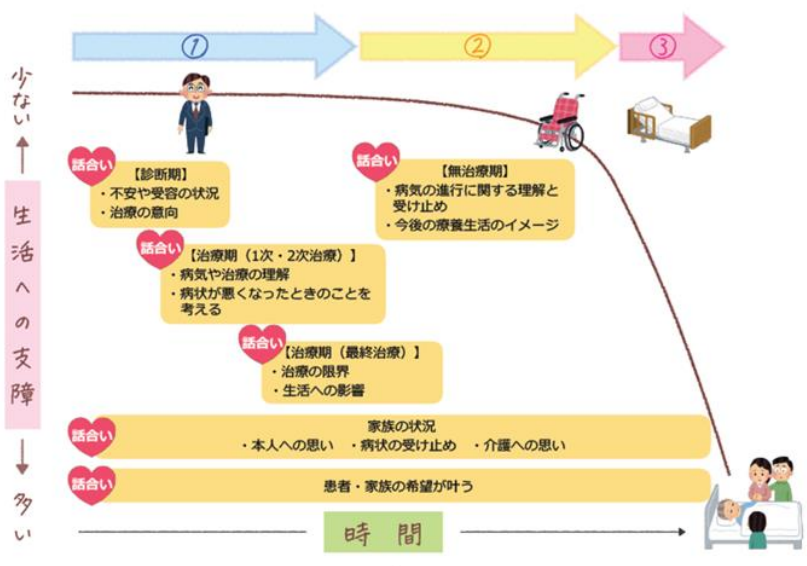 ①
②
③
少ない
生活への支障
多い
話合い
【診断期】
・不安や受容の状況
・治療の意向
話合い
【無治療期】
・病気の進行に関する理解と
受け止め
・今後の療養生活のイメージ
話合い
【治療期（1次・2次治療）】
・病気や治療の理解
・病状が悪くなったときのことを
考える
話合い
【治療期（最終治療）】
・治療の限界
・生活への影響
話合い
家族の状況
・本人への思い ・病状の受け止め ・介護への思い
話合い
患者・家族の希望が叶う
時間